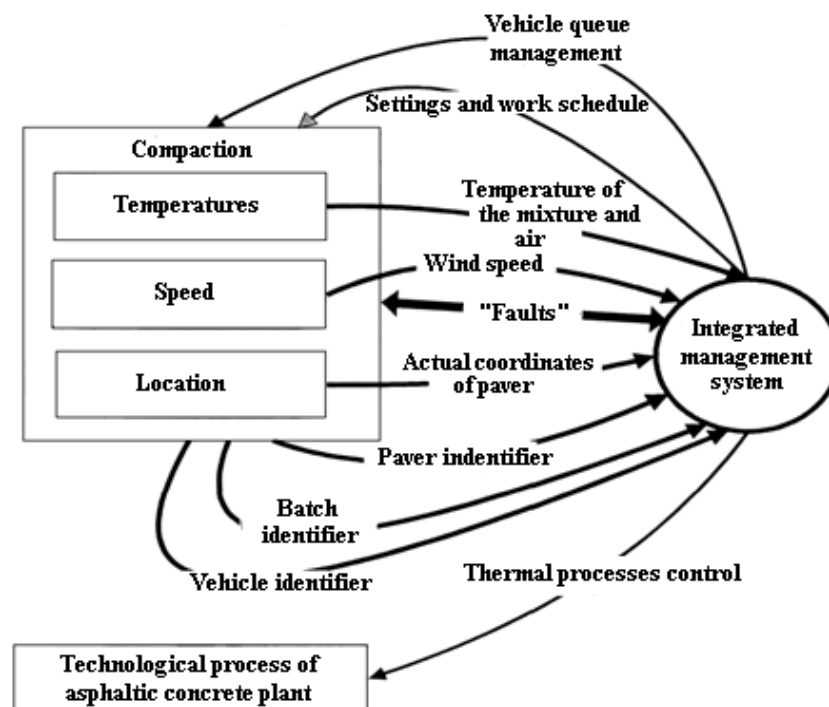 Vehicle queue
management
Settings and work schedule
Compaction
Temperatures
Temperature of
the mixture and
air
Wind speed
Speed
"Faults"
Integrated
management
system
Actual coordinates
of paver
Location
Paver indentifier
Batch
identifier
Vehicle identifier
Thermal processes control
Technological process of
asphaltic concrete plant